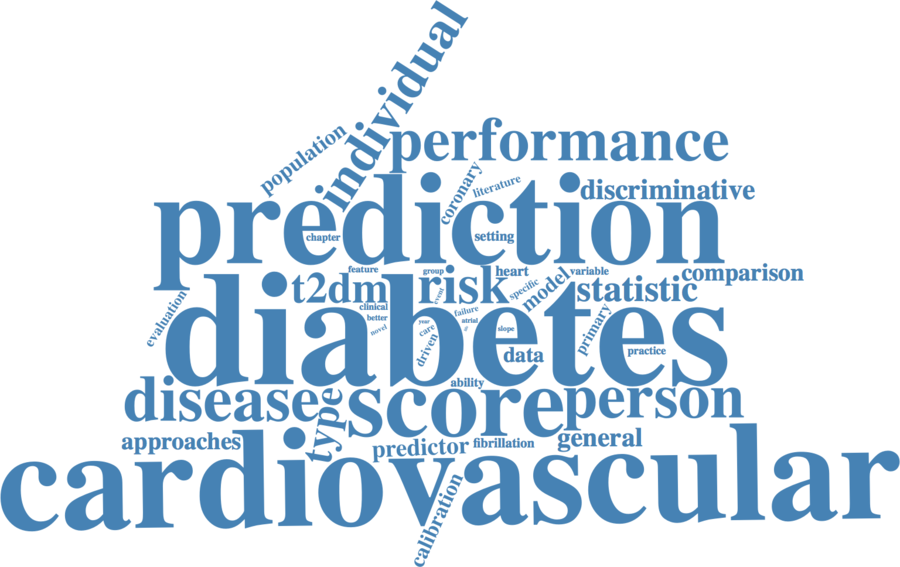 individual
population
performance
coronary
literature
discriminative
prediction
chapter
setting
feature
group
heart
variable
comparison
t2dm
risk
event
specific
model
statistic
evaluation
clinical
better
novel
diabetes
year
care
driven
failure
atrial
slope
data
primary
practice
ability
disease
type
score
person
approaches
predictor
fibrillation
general
cardiovascular
calibration